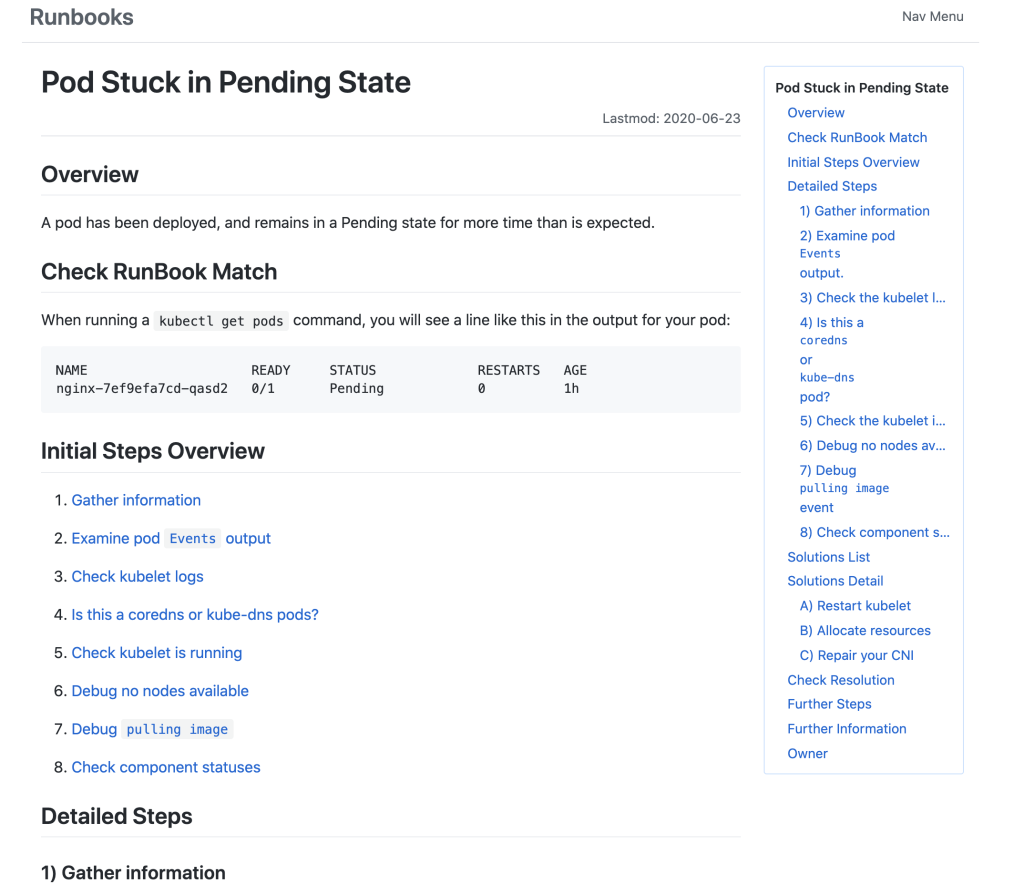 Runbooks
Nav Menu
Pod Stuck in Pending State
Lastmod: 2020-06-23
Overview
A pod has been deployed, and remains in a Pending state for more time than is expected.
Check RunBook Match
When running a kubectl get pods command, you will see a line like this in the output for your pod:
NAME READY STATUS RESTARTS AGE
nginx-7ef9efa7cd-qasd2 0/1 Pending 0 1h
Initial Steps Overview
1. Gather information
2. Examine pod Events output
3. Check kubelet logs
4. Is this a coredns or kube-dns pods?
5. Check kubelet is running
6. Debug no nodes available
7. Debug pulling image
8. Check component statuses
Detailed Steps
1) Gather information
Pod Stuck in Pending State
Overview
Check RunBook Match
Initial Steps Overview
Detailed Steps
1) Gather information
2) Examine pod
Events
output.
3) Check the kubelet l...
4) Is this a
coredns
or
kube-dns
pod?
5) Check the kubelet i...
6) Debug no nodes av...
7) Debug
pulling image
event
8) Check component s...
Solutions List
Solutions Detail
A) Restart kubelet
B) Allocate resources
C) Repair your CNI
Check Resolution
Further Steps
Further Information
Owner